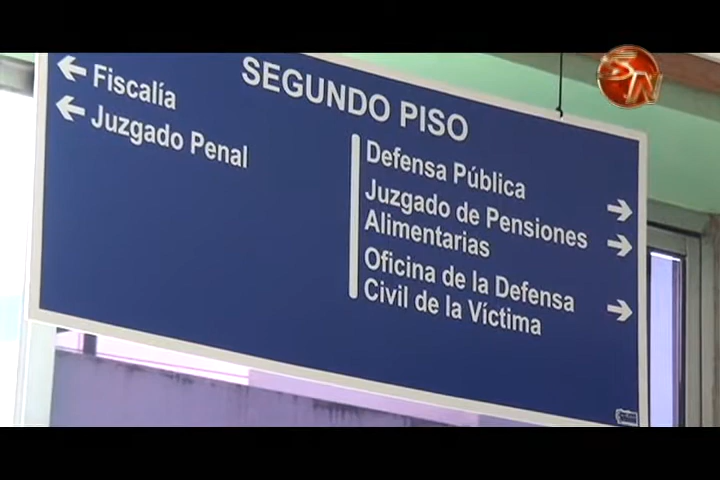 SEGUNDO PISO
Fiscalía
Juzgado Penal
Defensa Pública
Juzgado de Pensiones
Alimentarias
Oficina de la Defensa
Civil de la Víctima
STN